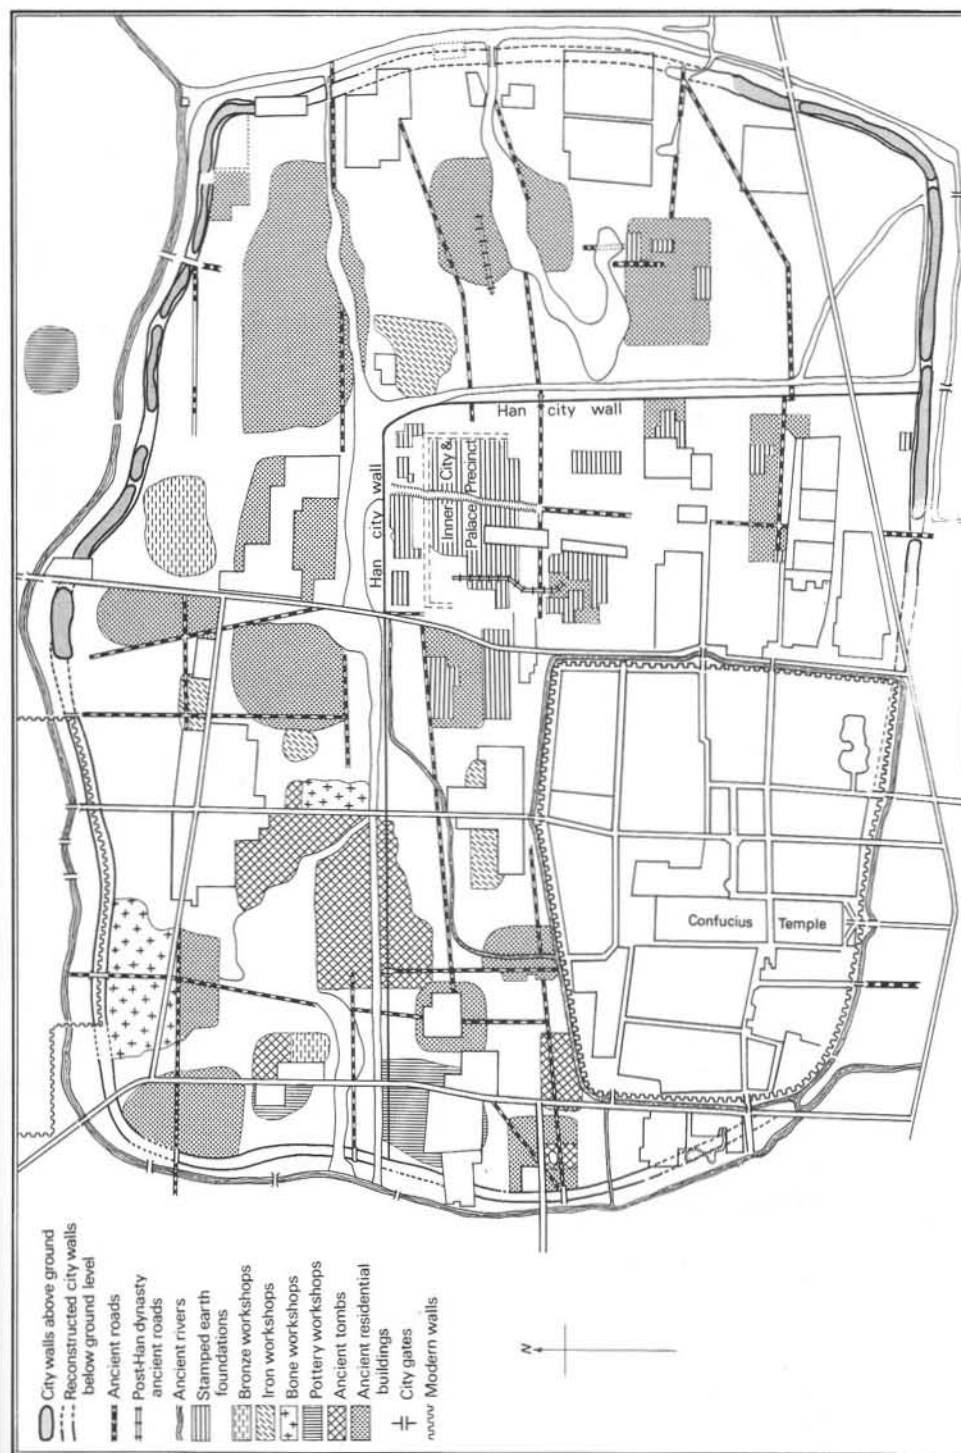 City walls above ground
Reconstructed city walls
below ground level
Ancient roads
Post-Han dynasty
ancient roads
Ancient rivers
Stamped earth
foundations
Bronze workshops
Iron workshops
Bone workshops
Pottery workshops
Ancient tombs
Ancient residential
buildings
City gates
Modern walls
N
Han city wall
Han city wall
Inner City &
Palace Precinct
Confucius Temple